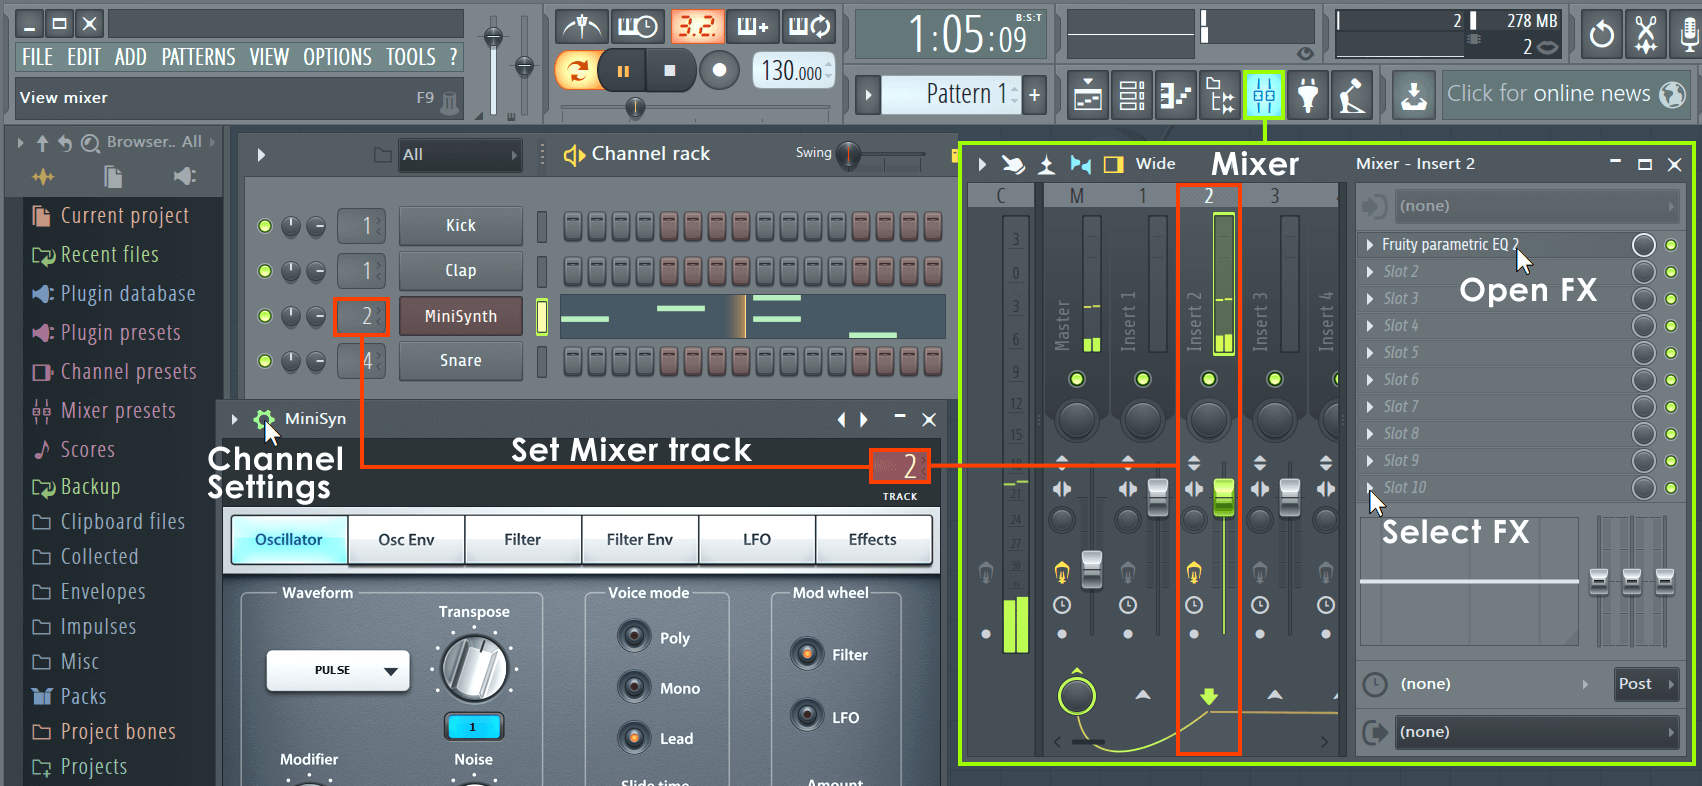 FILE EDIT ADD PATTERNS VIEW OPTIONS TOOLS ?
View mixer F9
3.2
130.000
1:05:09
B:S:T
Pattern 1
+
2
278 MB
2
Click for online news
Browser.. All
Current project
Recent files
Plugin database
Plugin presets
Channel presets
Mixer presets
Scores
Backup
Clipboard files
Collected
Envelopes
Impulses
Misc
Packs
Project bones
Projects
All
Channel rack
Swing
1 Kick
1 Clap
2 MiniSynth
4 Snare
MiniSyn
Channel
Settings
Set Mixer track
2
TRACK
Oscillator Osc Env Filter Filter Env LFO Effects
Waveform
PULSE
Transpose
1
Modifier
Noise
Voice mode
Poly
Mono
Lead
Slide time
Mod wheel
Filter
LFO
Amount
Wide
Mixer
Mixer - Insert 2
C M 1 2 3
3
0
3
6
9
12
15
21
24
27
30
Master
Insert 1
Insert 2
Insert 3
Insert 4
(none)
Fruity parametric EQ 2
Slot 2
Open FX
Slot 3
Slot 4
Slot 5
Slot 6
Slot 7
Slot 8
Slot 9
Slot 10
Select FX
(none)
Post
(none)